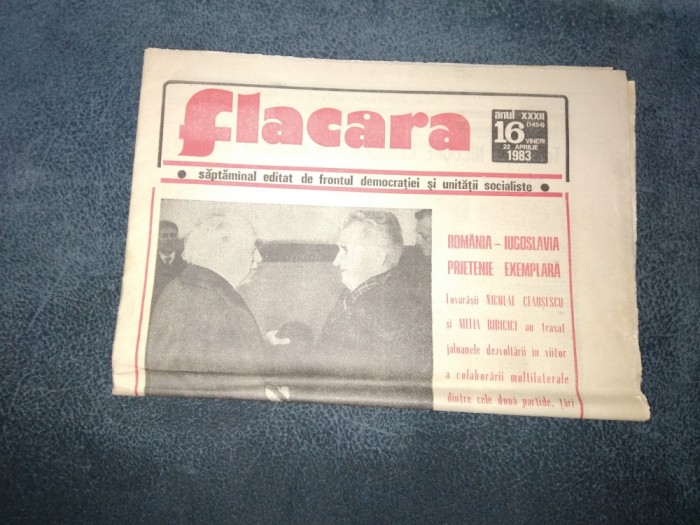 flacara
anul XXXII
16 (1454)
VINERI
22 APRILIE
1983
● săptăminal editat de frontul democrației și unității socialiste ●
ROMÂNIA – IUGOSLAVIA
PRIETENIE EXEMPLARĂ
Tovarășii NICOLAE CEAUȘESCU
și MITIA RIBICICI au trasat
jaloanele dezvoltării în viitor
a colaborării multilaterale
dintre cele două partide, țări